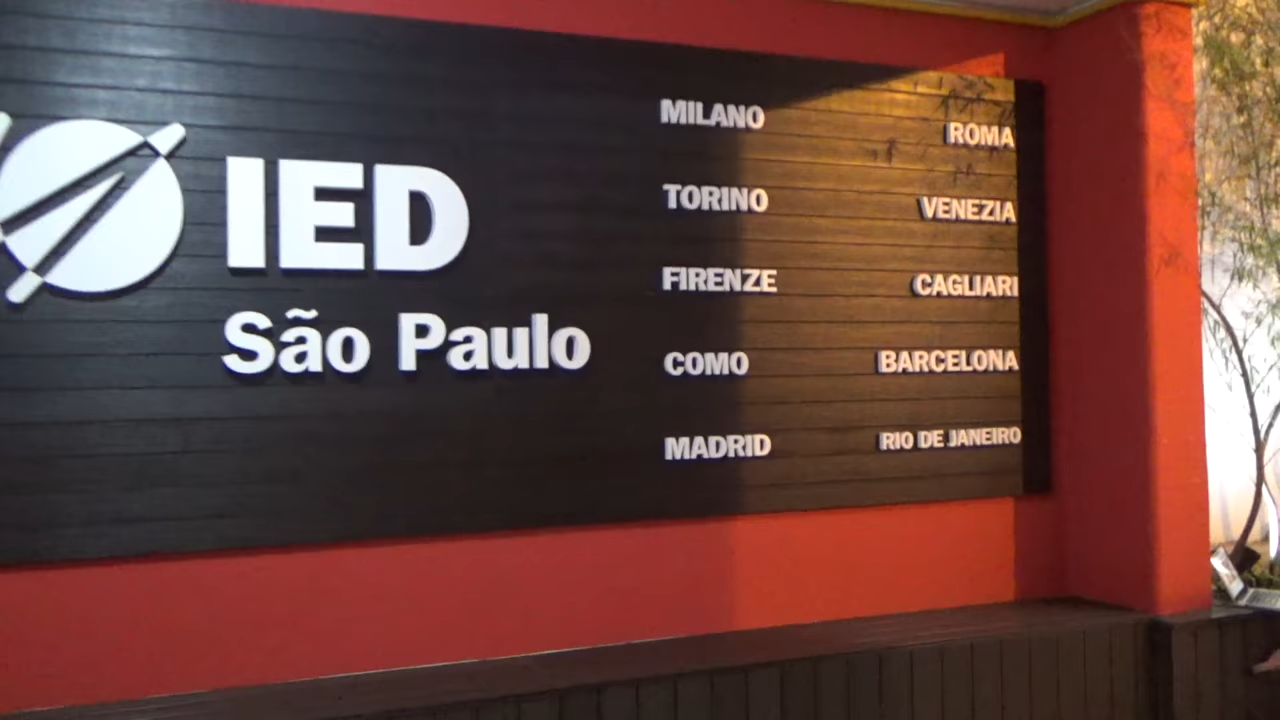 IED
São Paulo
MILANO
TORINO
FIRENZE
COMO
MADRID
ROMA
VENEZIA
CAGLIARI
BARCELONA
RIO DE JANEIRO